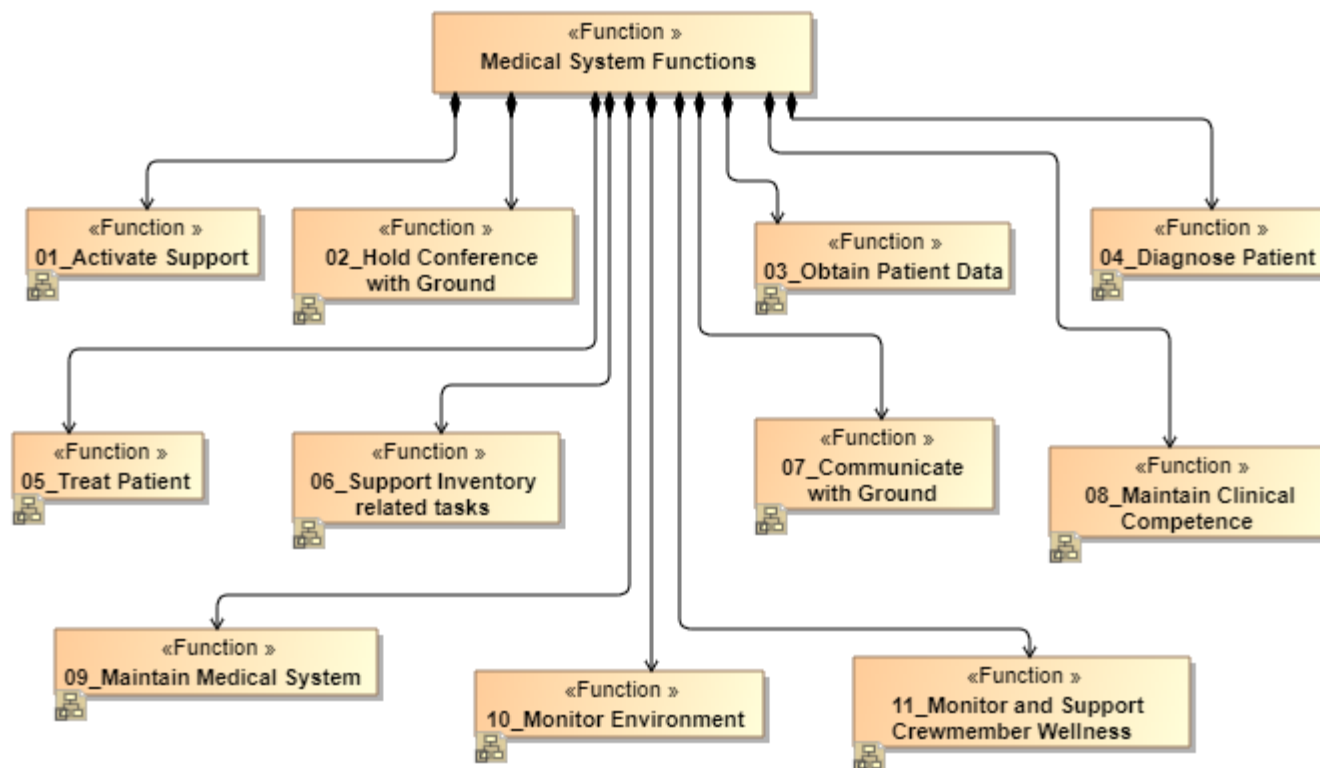 «Function »
Medical System Functions
«Function »
01_Activate Support
«Function »
02_Hold Conference
with Ground
«Function »
03_Obtain Patient Data
«Function »
04_Diagnose Patient
«Function »
05_Treat Patient
«Function »
06_Support Inventory
related tasks
«Function »
07_Communicate
with Ground
«Function »
08_Maintain Clinical
Competence
«Function »
09_Maintain Medical System
«Function »
10_Monitor Environment
«Function »
11_Monitor and Support
Crewmember Wellness